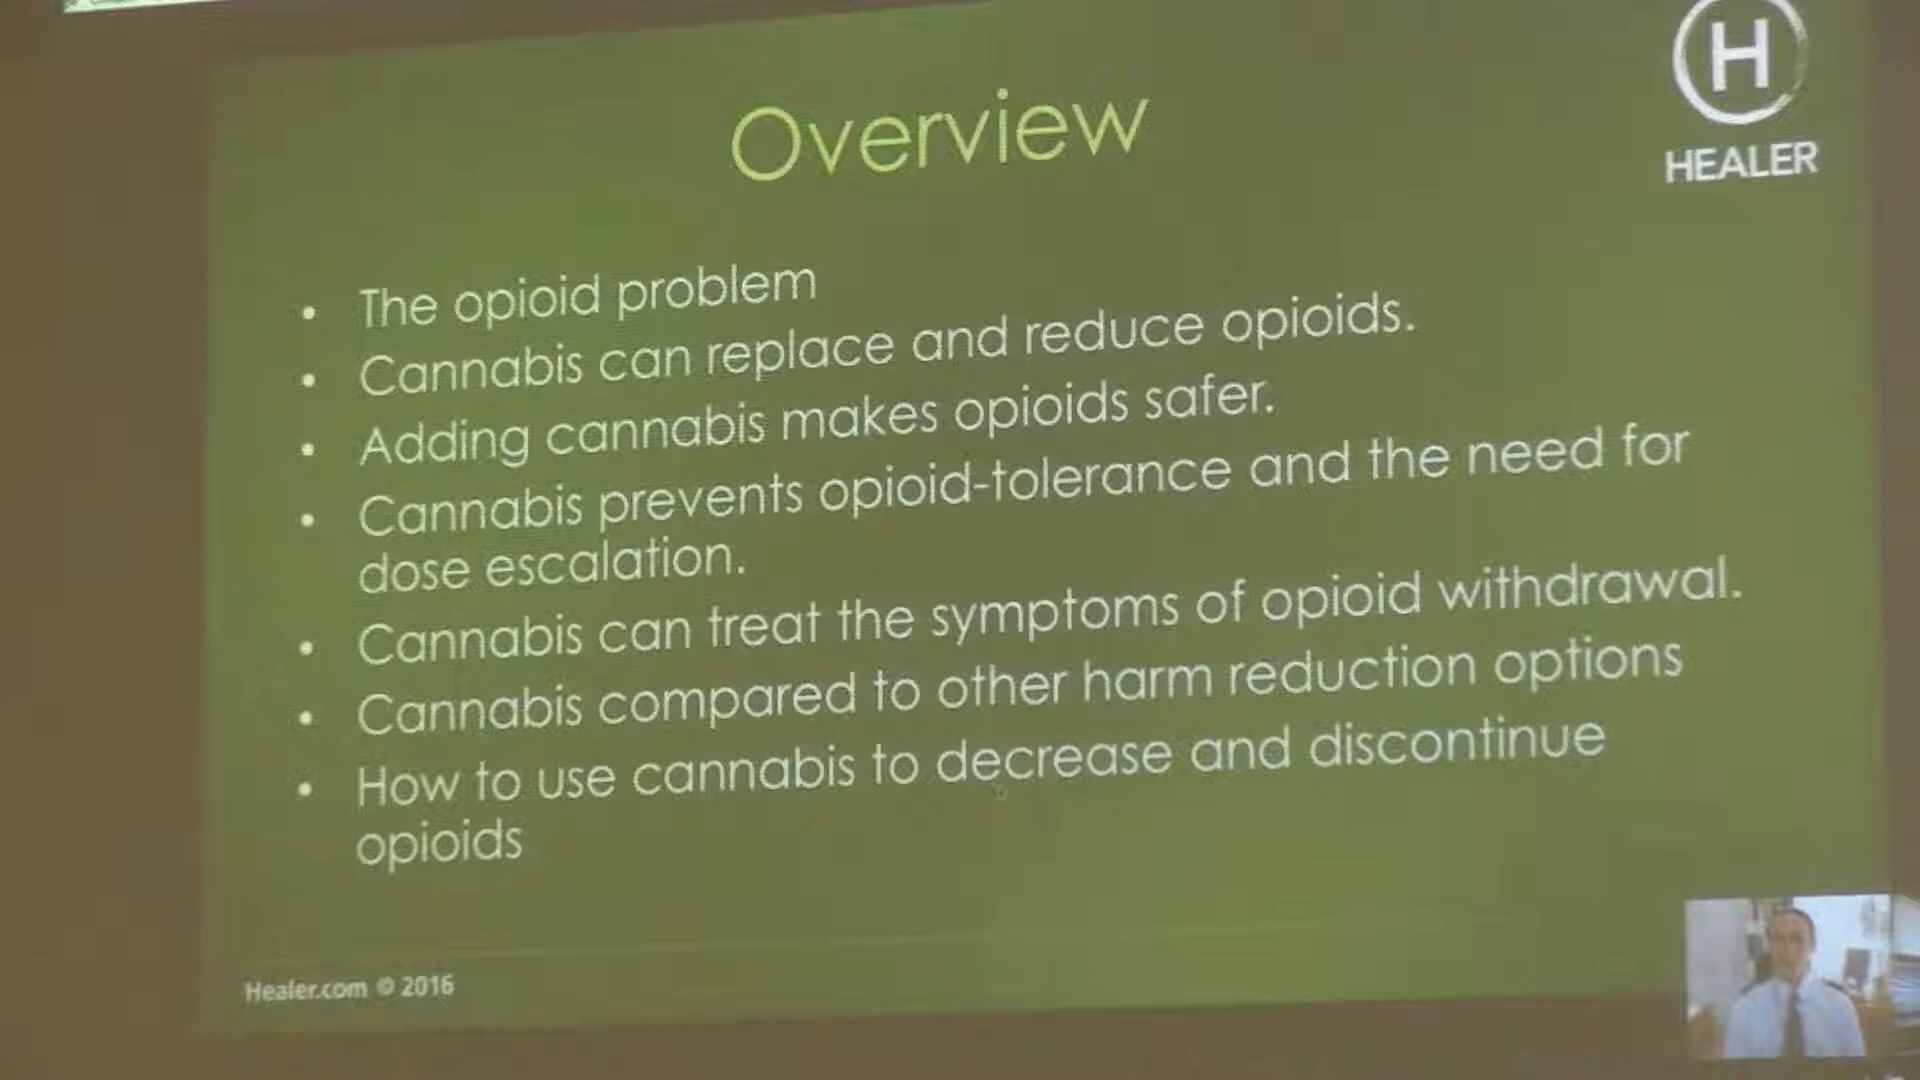 H
HEALER
Overview
• The opioid problem
• Cannabis can replace and reduce opioids.
• Adding cannabis makes opioids safer.
• Cannabis prevents opioid-tolerance and the need for
dose escalation.
• Cannabis can treat the symptoms of opioid withdrawal.
• Cannabis compared to other harm reduction options
• How to use cannabis to decrease and discontinue
opioids
Healer.com © 2016